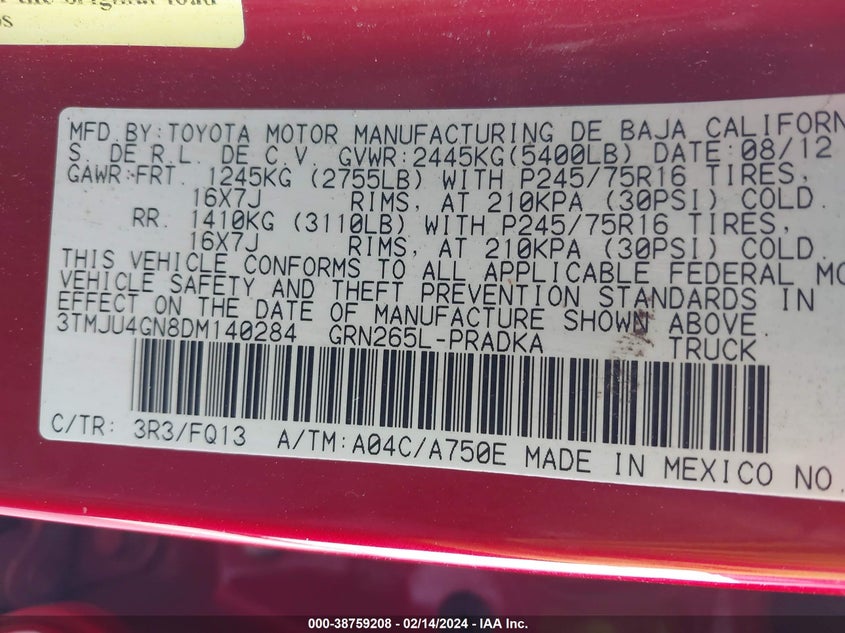 the original load
MFD. BY: TOYOTA MOTOR MANUFACTURING DE BAJA CALIFORN
S. DE R.L. DE C.V. GVWR: 2445KG(5400LB) DATE: 08/12
GAWR: FRT. 1245KG (2755LB) WITH P245/75R16 TIRES,
16X7J RIMS, AT 210KPA (30PSI) COLD.
RR. 1410KG (3110LB) WITH P245/75R16 TIRES,
16X7J RIMS, AT 210KPA (30PSI) COLD.
THIS VEHICLE CONFORMS TO ALL APPLICABLE FEDERAL MO
VEHICLE SAFETY AND THEFT PREVENTION STANDARDS IN
EFFECT ON THE DATE OF MANUFACTURE SHOWN ABOVE.
3TMJU4GN8DM140284 GRN265L-PRADKA TRUCK
C/TR: 3R3/FQ13 A/TM: A04C/A750E MADE IN MEXICO NO.
000-38759208 - 02/14/2024 - IAA Inc.